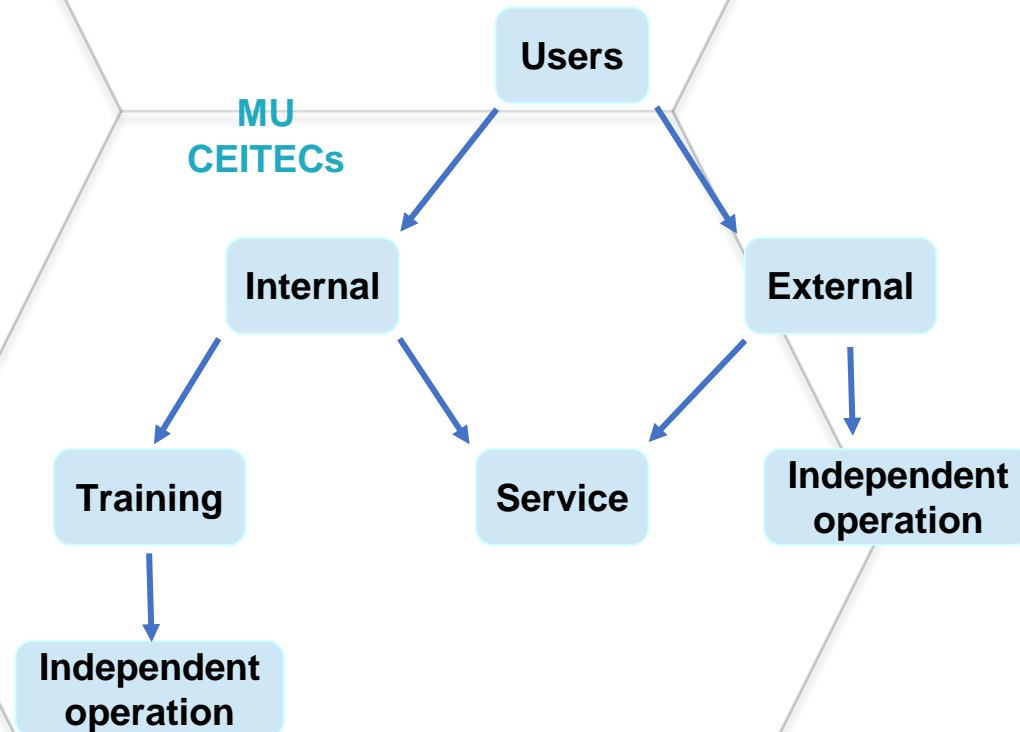 Users
MU
CEITECs
Internal
External
Training
Service
Independent
operation
Independent
operation